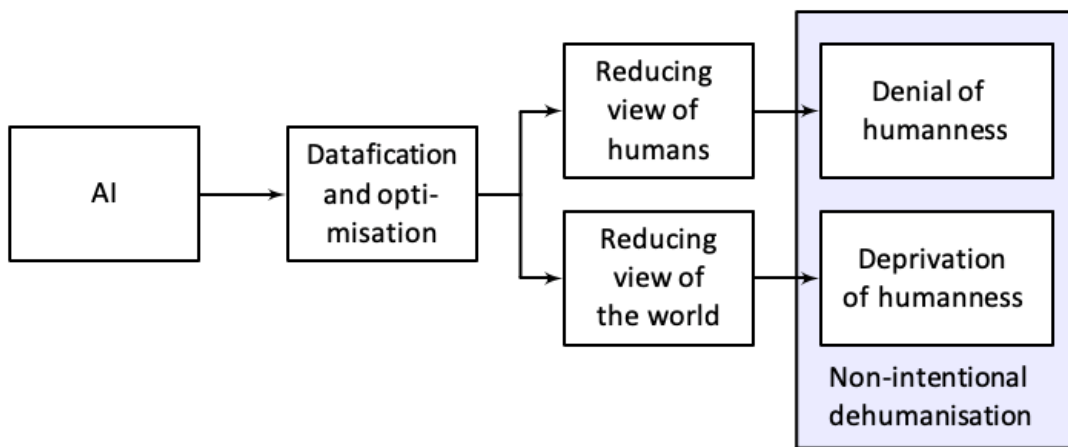 AI
Datafication
and opti-
misation
Reducing
view of
humans
Reducing
view of
the world
Denial of
humanness
Deprivation
of humanness
Non-intentional
dehumanisation